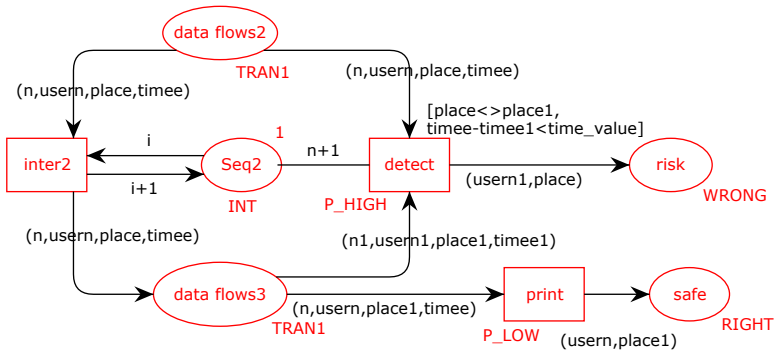 data flows2
TRAN1
(n,usern,place,timee)
(n,usern,place,timee)
[place<>place1,
timee-timee1<time_value]
1
i
n+1
inter2
Seq2
detect
risk
i+1
(usern1,place)
INT
P_HIGH
WRONG
(n,usern,place,timee)
(n1,usern1,place1,timee1)
data flows3
(n,usern,place1,timee)
print
safe
TRAN1
P_LOW
RIGHT
(usern,place1)